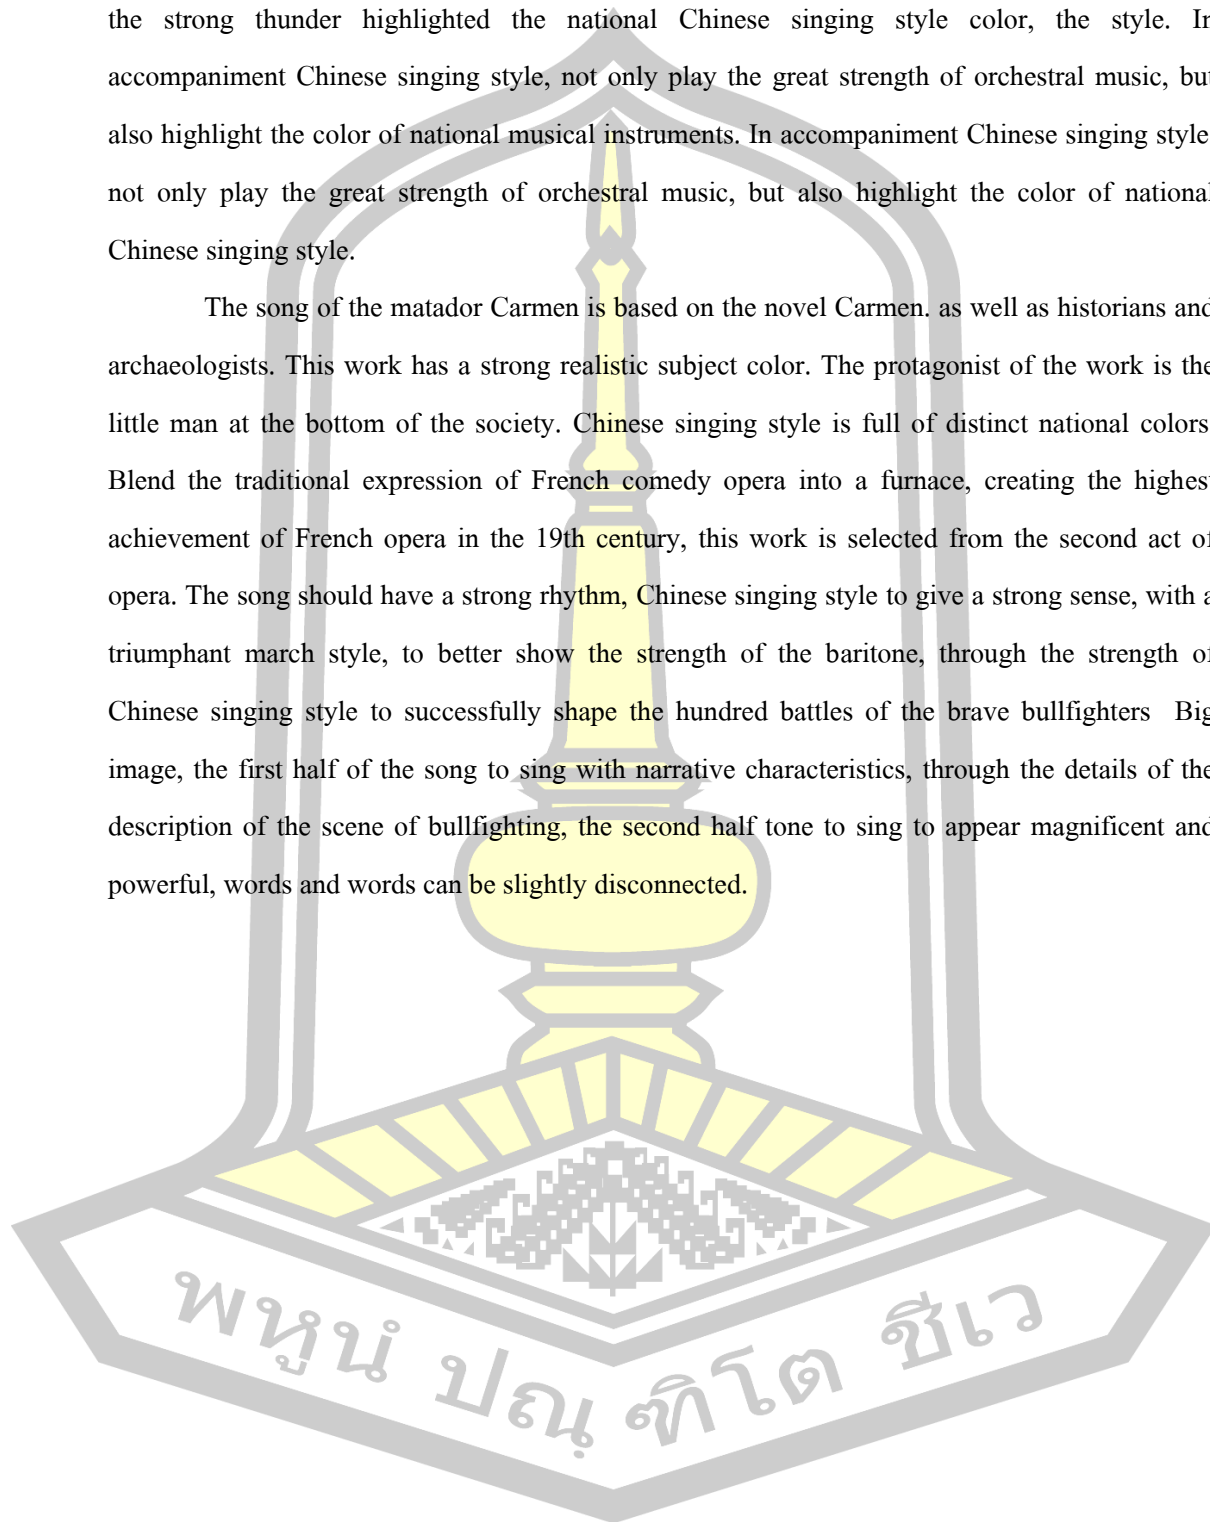 the strong thunder highlighted the national Chinese singing style color, the style. In
accompaniment Chinese singing style, not only play the great strength of orchestral music, but
also highlight the color of national musical instruments. In accompaniment Chinese singing style
not only play the great strength of orchestral music, but also highlight the color of national
Chinese singing style.
The song of the matador Carmen is based on the novel Carmen. as well as historians and
archaeologists. This work has a strong realistic subject color. The protagonist of the work is the
little man at the bottom of the society. Chinese singing style is full of distinct national colors
Blend the traditional expression of French comedy opera into a furnace, creating the highest
achievement of French opera in the 19th century, this work is selected from the second act of
opera. The song should have a strong rhythm, Chinese singing style to give a strong sense, with a
triumphant march style, to better show the strength of the baritone, through the strength of
Chinese singing style to successfully shape the hundred battles of the brave bullfighters Big
image, the first half of the song to sing with narrative characteristics, through the details of the
description of the scene of bullfighting, the second half tone to sing to appear magnificent and
powerful, words and words can be slightly disconnected.
พหูนํ ปณฺฑิโต ชีเว